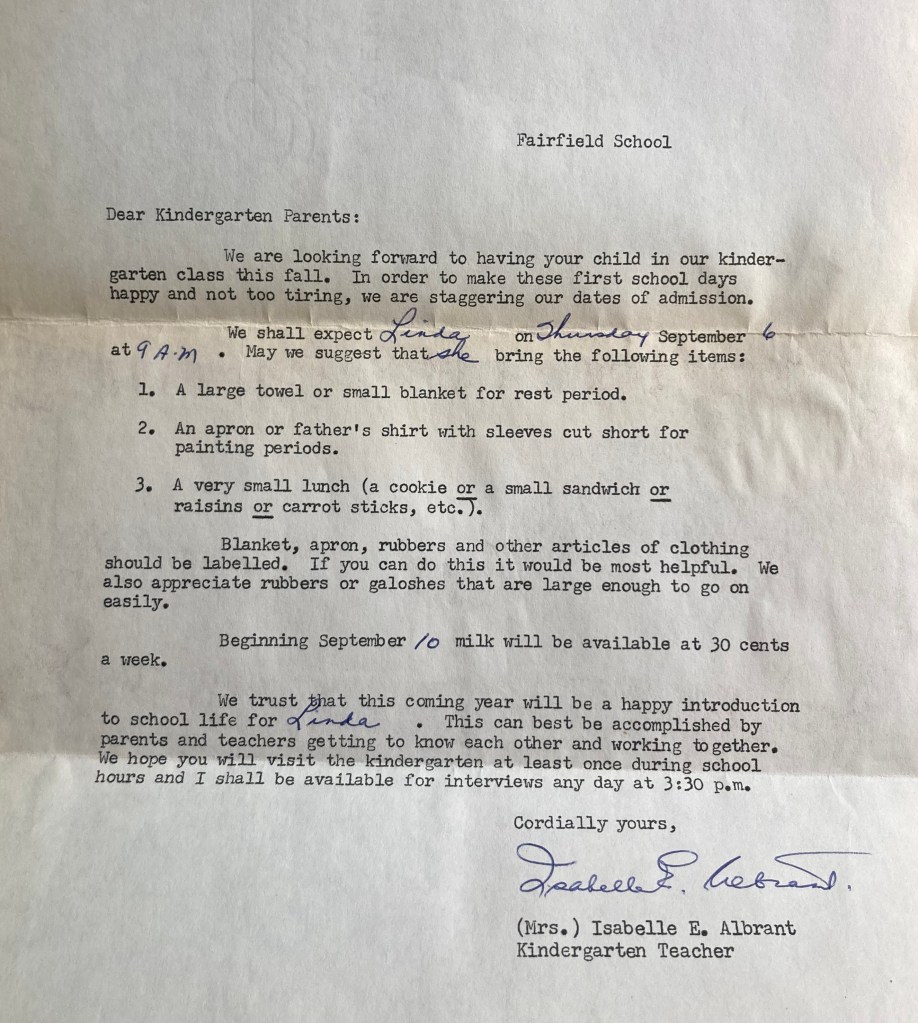 Fairfield School
Dear Kindergarten Parents:
We are looking forward to having your child in our kinder-
garten class this fall. In order to make these first school days
happy and not too tiring, we are staggering our dates of admission.
We shall expect Linda on Thursday September 6
at 9 A.M . May we suggest that she bring the following items:
1. A large towel or small blanket for rest period.
2. An apron or father's shirt with sleeves cut short for
painting periods.
3. A very small lunch (a cookie or a small sandwich or
raisins or carrot sticks, etc.).
Blanket, apron, rubbers and other articles of clothing
should be labelled. If you can do this it would be most helpful. We
also appreciate rubbers or galoshes that are large enough to go on
easily.
Beginning September 10 milk will be available at 30 cents
a week.
We trust that this coming year will be a happy introduction
to school life for Linda . This can best be accomplished by
parents and teachers getting to know each other and working together.
We hope you will visit the kindergarten at least once during school
hours and I shall be available for interviews any day at 3:30 p.m.
Cordially yours,
Isabelle E. Albrant.
(Mrs.) Isabelle E. Albrant
Kindergarten Teacher